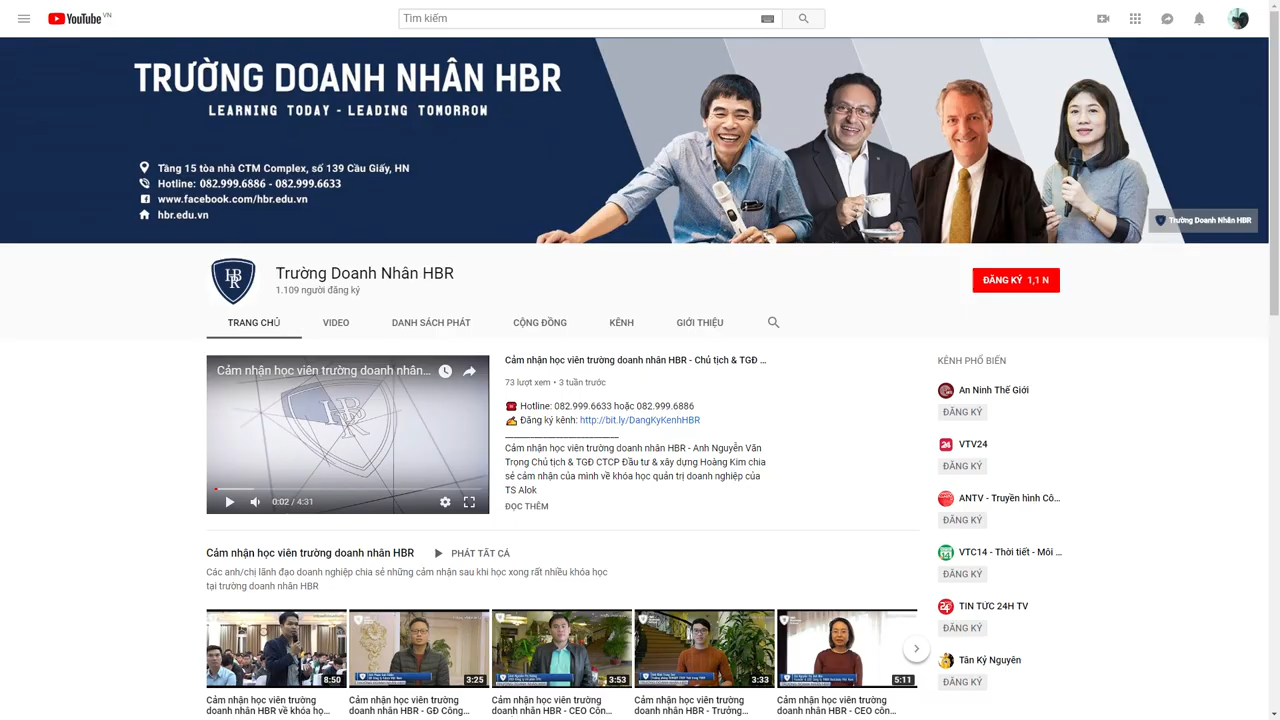 YouTube VN
Tìm kiếm
TRƯỜNG DOANH NHÂN HBR
LEARNING TODAY - LEADING TOMORROW
Tầng 15 tòa nhà CTM Complex, số 139 Cầu Giấy, HN
Hotline: 082.999.6886 - 082.999.6633
www.facebook.com/hbr.edu.vn
hbr.edu.vn
Trường Doanh Nhân HBR
HBR
Trường Doanh Nhân HBR
1.109 người đăng ký
ĐĂNG KÝ 1,1 N
TRANG CHỦ
VIDEO
DANH SÁCH PHÁT
CỘNG ĐỒNG
KÊNH
GIỚI THIỆU
Cảm nhận học viên trường doanh nhân...
HBR
0:02 / 4:31
Cảm nhận học viên trường doanh nhân HBR - Chủ tịch & TGĐ ...
73 lượt xem • 3 tuần trước
Hotline: 082.999.6633 hoặc 082.999.6886
Đăng ký kênh: http://bit.ly/DangKyKenhHBR
Cảm nhận học viên trường doanh nhân HBR - Anh Nguyễn Văn
Trọng Chủ tịch & TGĐ CTCP Đầu tư & xây dựng Hoàng Kim chia
sẻ cảm nhận của mình về khóa học quản trị doanh nghiệp của
TS Alok
ĐỌC THÊM
KÊNH PHỔ BIẾN
An Ninh Thế Giới
ĐĂNG KÝ
VTV24
ĐĂNG KÝ
ANTV - Truyền hình Cô...
ĐĂNG KÝ
VTC14 - Thời tiết - Môi ...
ĐĂNG KÝ
TIN TỨC 24H TV
ĐĂNG KÝ
Tân Kỷ Nguyên
ĐĂNG KÝ
Cảm nhận học viên trường doanh nhân HBR
PHÁT TẤT CẢ
Các anh/chị lãnh đạo doanh nghiệp chia sẻ những cảm nhận sau khi học xong rất nhiều khóa học
tại trường doanh nhân HBR
8:50
3:25
3:53
3:33
5:11
Cảm nhận học viên trường
doanh nhân HBR về khóa họ...
Cảm nhận học viên trường
doanh nhân HBR - GĐ Công...
Cảm nhận học viên trường
doanh nhân HBR - CEO Côn...
Cảm nhận học viên trường
doanh nhân HBR - Trưởng...
Cảm nhận học viên trường
doanh nhân HBR - CEO côn...